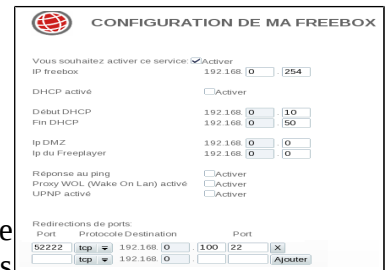 CONFIGURATION DE MA FREEBOX
Vous souhaitez activer ce service: Activer
IP freebox 192.168. 0 . 254
DHCP activé Activer
Début DHCP 192.168. 0 . 10
Fin DHCP 192.168. 0 . 50
Ip DMZ 192.168. 0 . 0
Ip du Freeplayer 192.168. 0 . 0
Réponse au ping Activer
Proxy WOL (Wake On Lan) activé Activer
UPNP activé Activer
Redirections de ports:
Port Protocole Destination Port
e
52222 tcp 192.168. 0 . 100 22 X
tcp 192.168. 0 . Ajouter
s